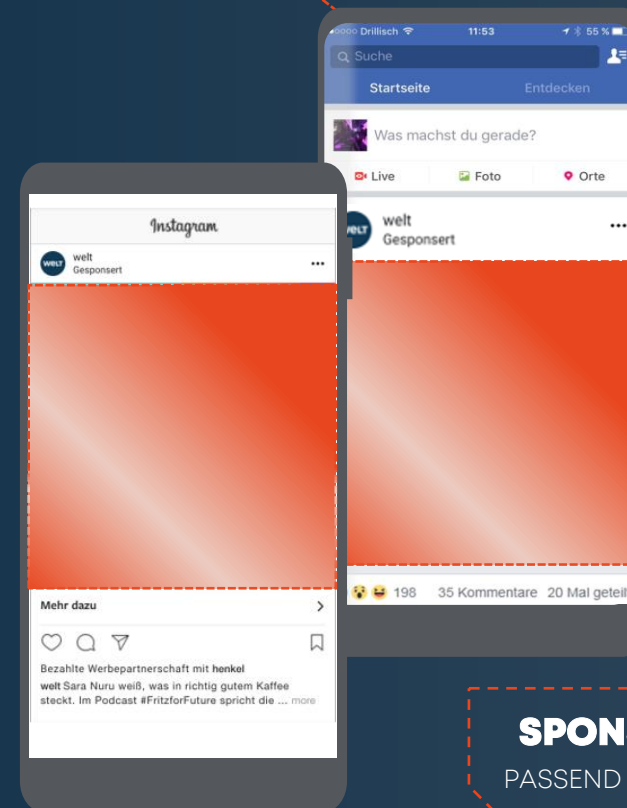 Drillisch 11:53 55 %
Suche
Startseite Entdecken
Was machst du gerade?
Live Foto Orte
welt
Gesponsert
198 35 Kommentare 20 Mal geteilt
Instagram
WELT
welt
Gesponsert
Mehr dazu
Bezahlte Werbepartnerschaft mit henkel
welt Sara Nuru weiß, was in richtig gutem Kaffee
steckt. Im Podcast #FritzforFuture spricht die ... more
PASSEND